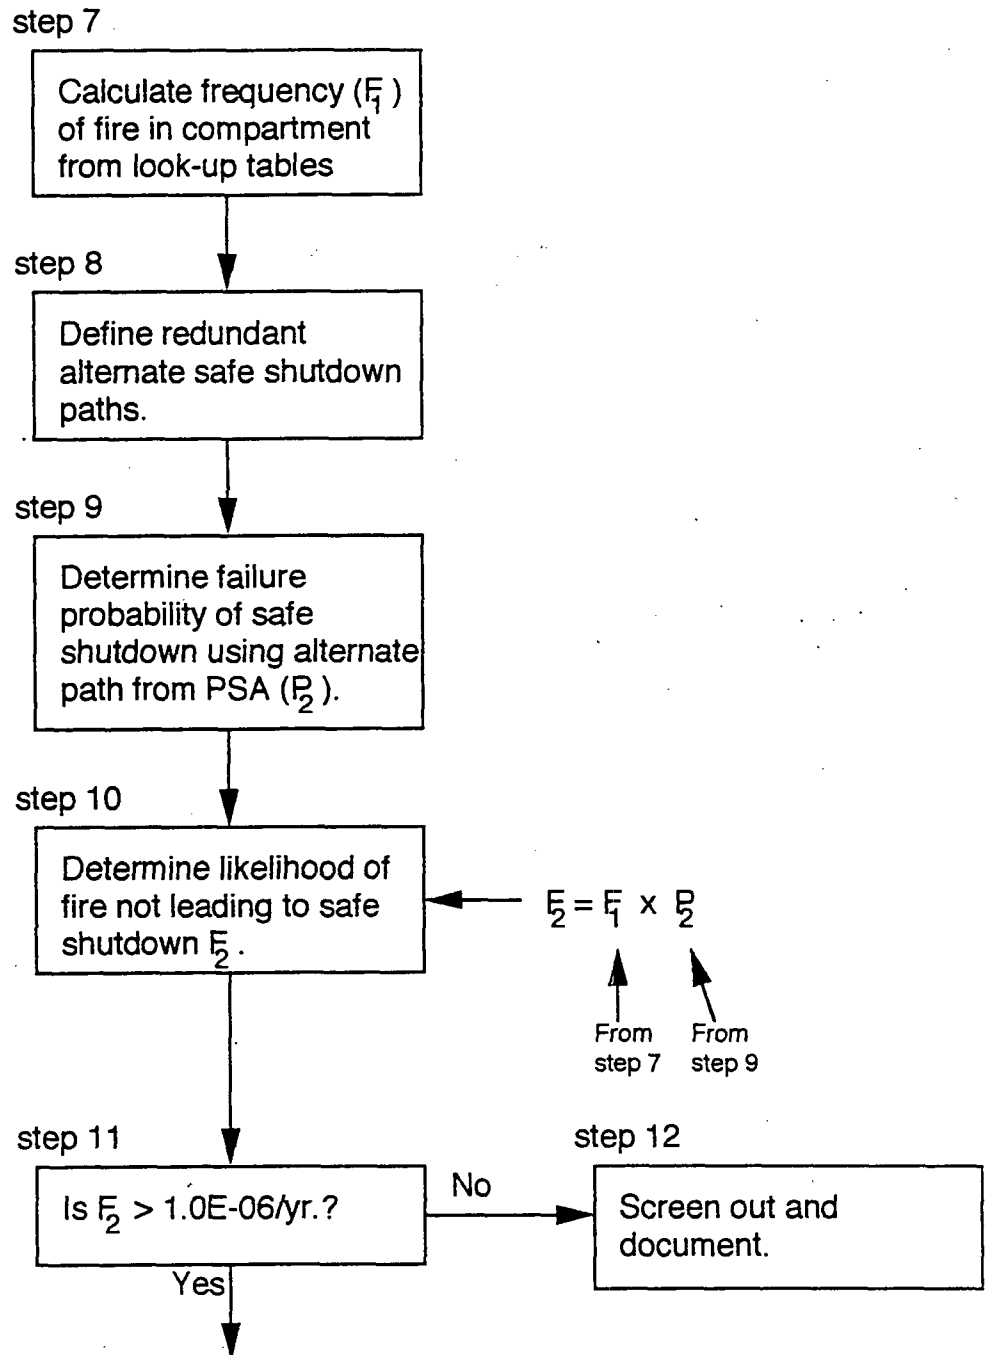 step 7
Calculate frequency (F₁)
of fire in compartment
from look-up tables
step 8
Define redundant
alternate safe shutdown
paths.
step 9
Determine failure
probability of safe
shutdown using alternate
path from PSA (P₂).
step 10
Determine likelihood of
fire not leading to safe
shutdown F₂.
F₂ = F₁ x P₂
From
step 7
From
step 9
step 11
Is F₂ > 1.0E-06/yr.?
No
Yes
step 12
Screen out and
document.